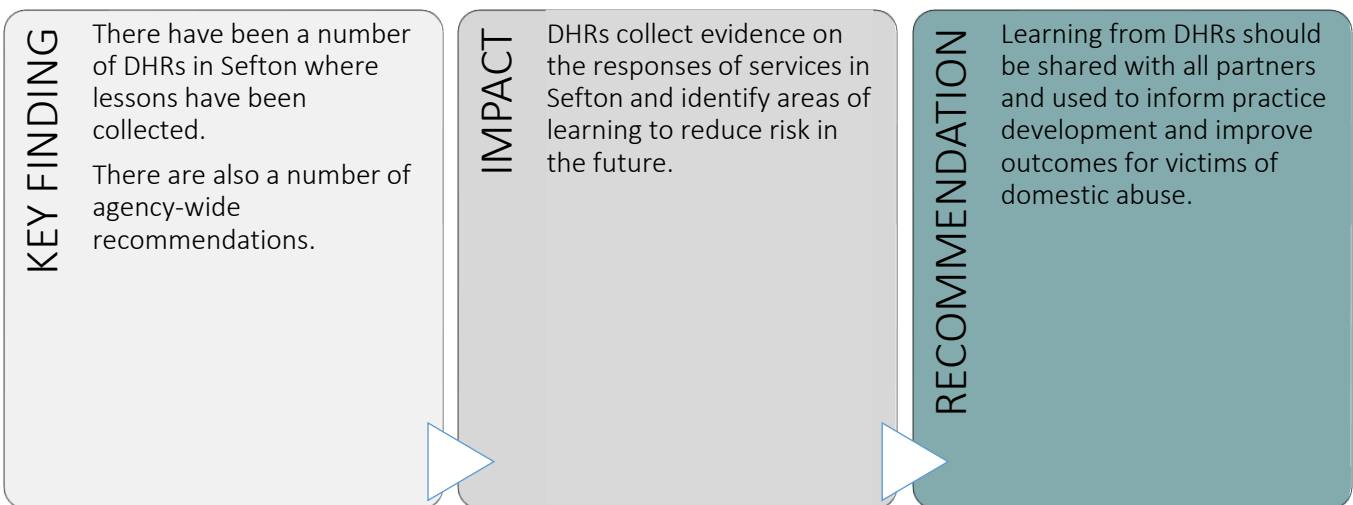 KEY FINDING
There have been a number
of DHRs in Sefton where
lessons have been
collected.
There are also a number of
agency-wide
recommendations.
IMPACT
DHRs collect evidence on
the responses of services in
Sefton and identify areas of
learning to reduce risk in
the future.
RECOMMENDATION
Learning from DHRs should
be shared with all partners
and used to inform practice
development and improve
outcomes for victims of
domestic abuse.